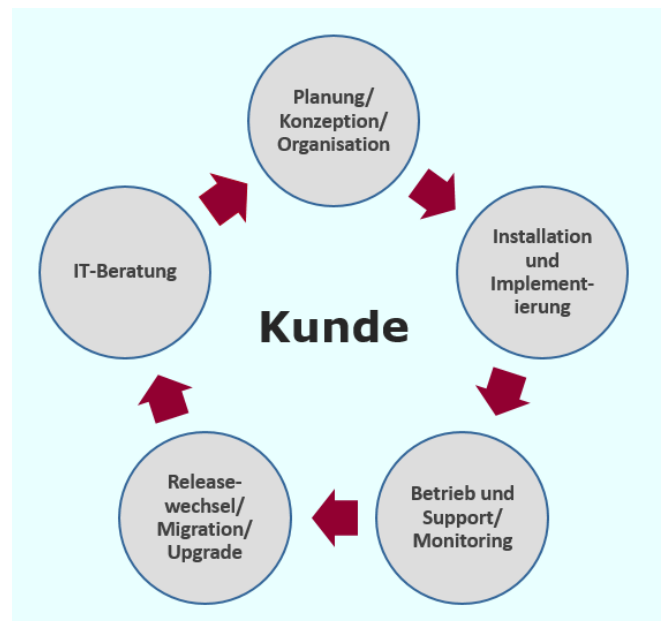 Planung/
Konzeption/
Organisation
Installation
und
Implement-
ierung
IT-Beratung
Kunde
Release-
wechsel/
Migration/
Upgrade
Betrieb und
Support/
Monitoring